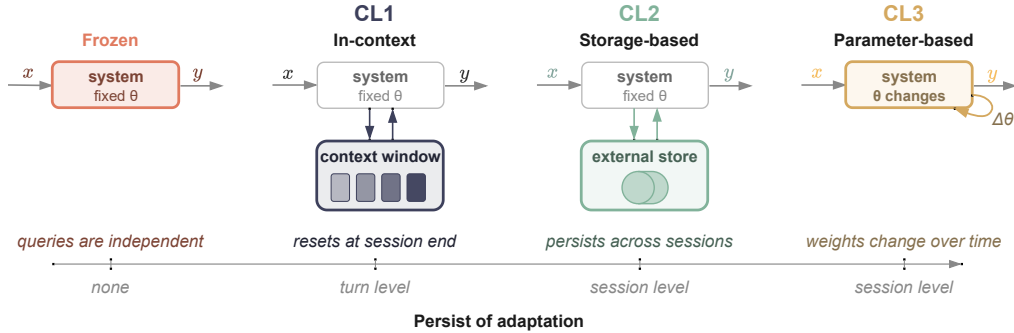 CL1
CL2
CL3
Frozen
In-context
Storage-based
Parameter-based
x
system
fixed θ
y
x
system
fixed θ
y
x
system
fixed θ
y
x
system
θ changes
y
Δθ
context window
external store
queries are independent
resets at session end
persists across sessions
weights change over time
none
turn level
session level
session level
Persist of adaptation